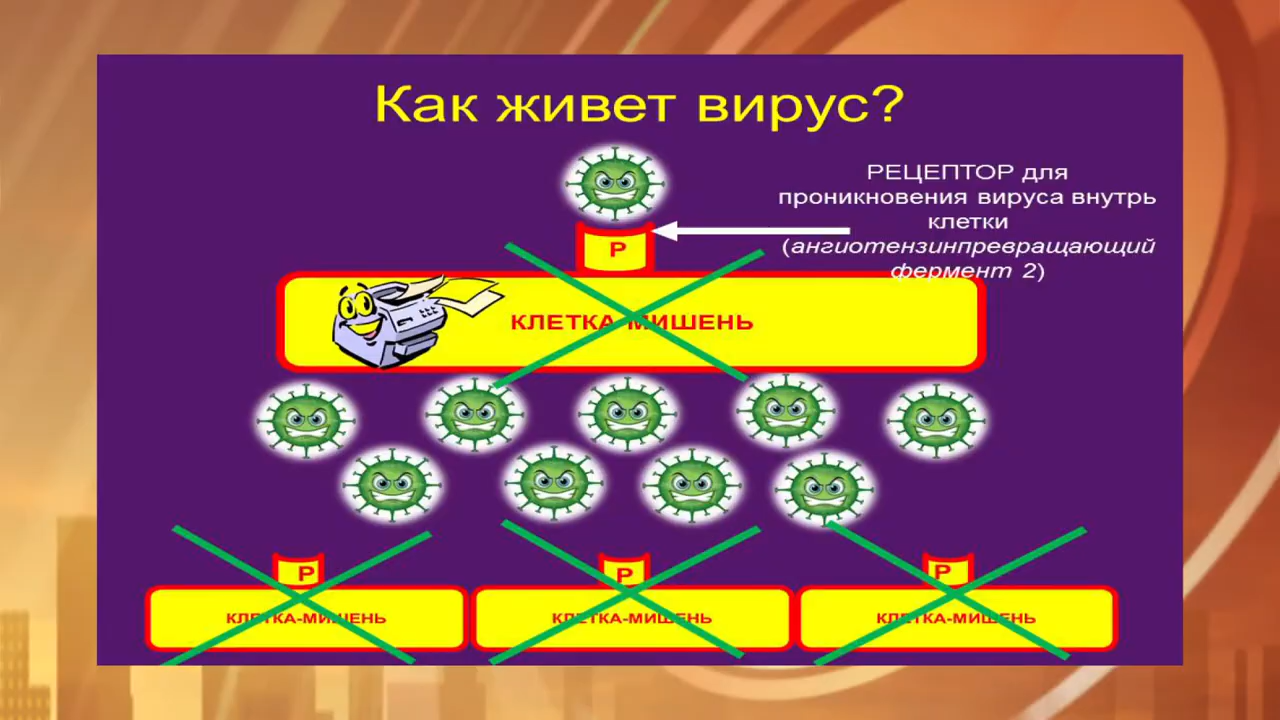 Как живет вирус?
РЕЦЕПТОР для
проникновения вируса внутрь
клетки
(ангиотензинпревращающий
фермент 2)
Р
КЛЕТКА-МИШЕНЬ
Р
Р
Р
КЛЕТКА-МИШЕНЬ
КЛЕТКА-МИШЕНЬ
КЛЕТКА-МИШЕНЬ